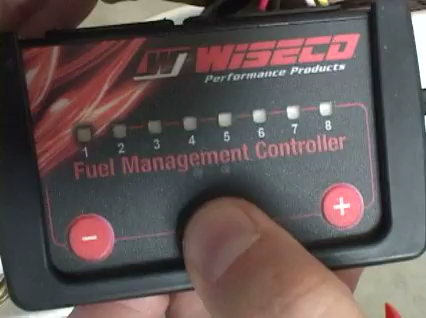 WISECO
Performance Products
1 2 3 4 5 6 7 8
Fuel Management Controller
- +